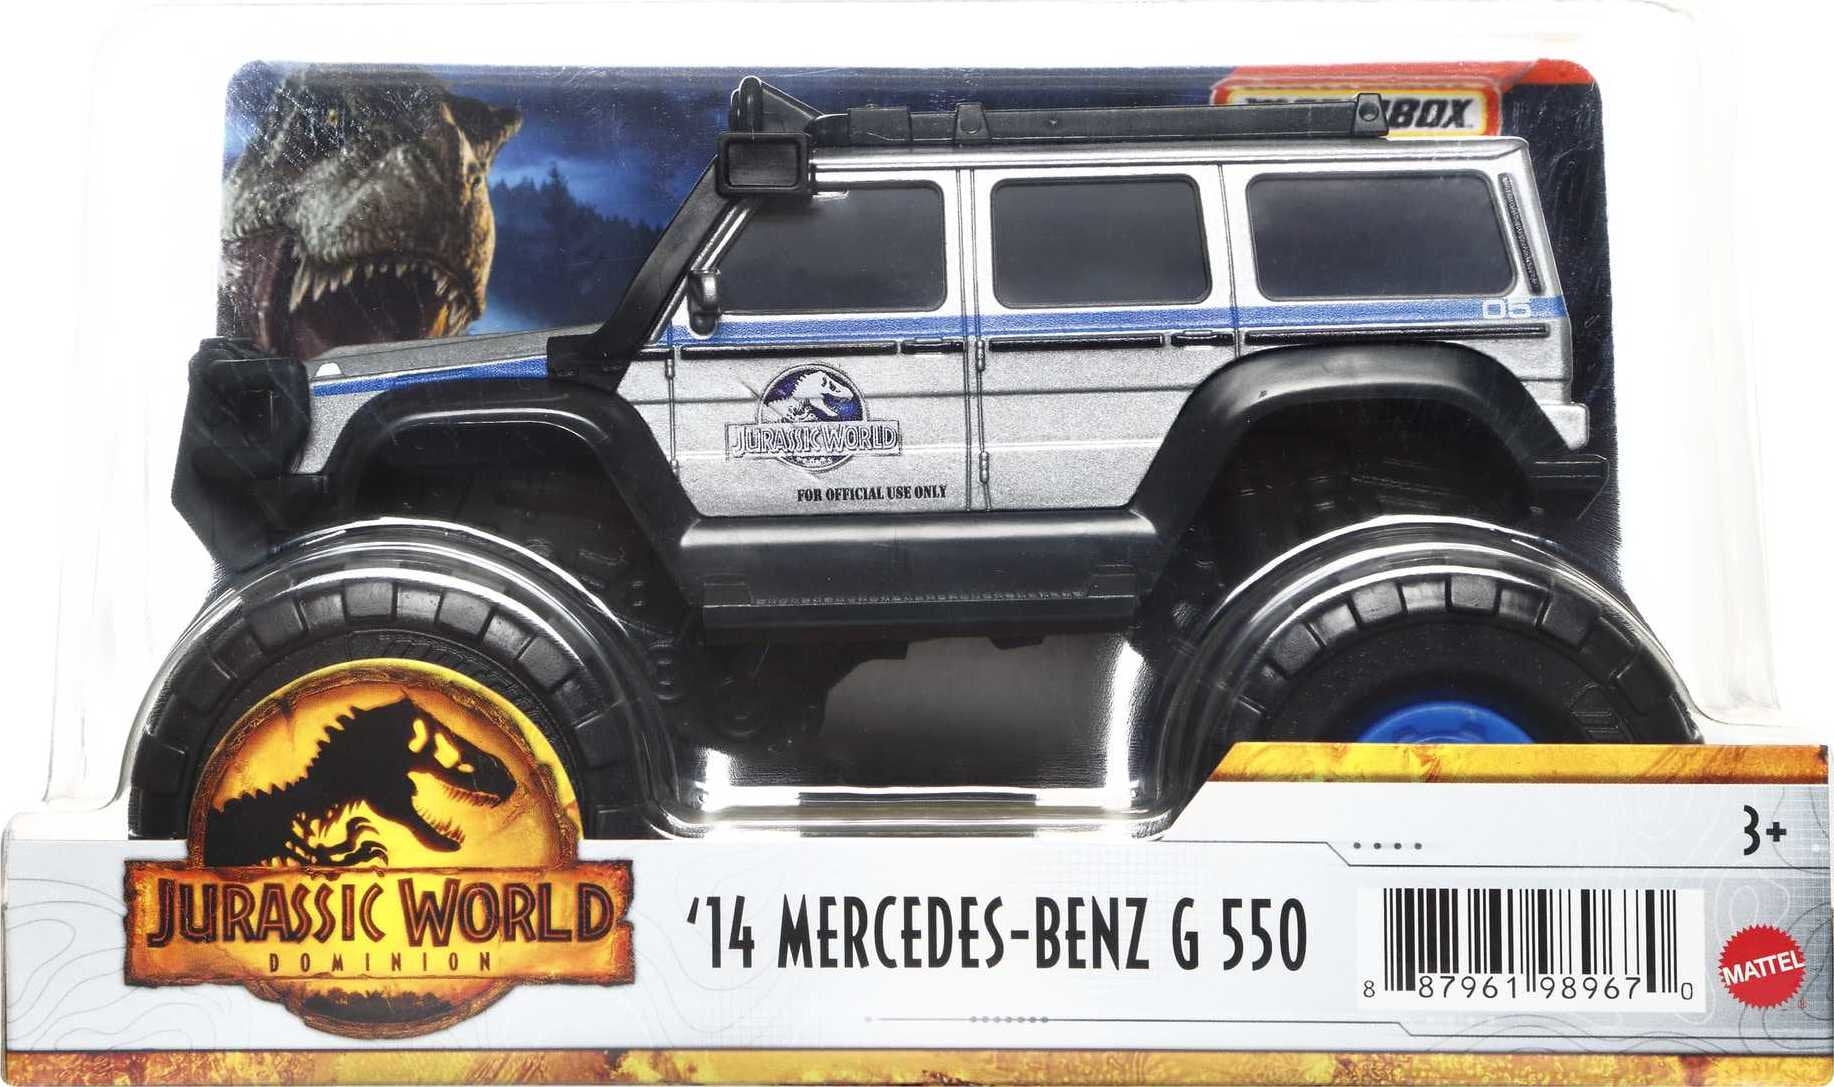 05
JURASSIC WORLD
FOR OFFICIAL USE ONLY
3+
JURASSIC WORLD
DOMINION
'14 MERCEDES-BENZ G 550
8 87961 98967 0
MATTEL